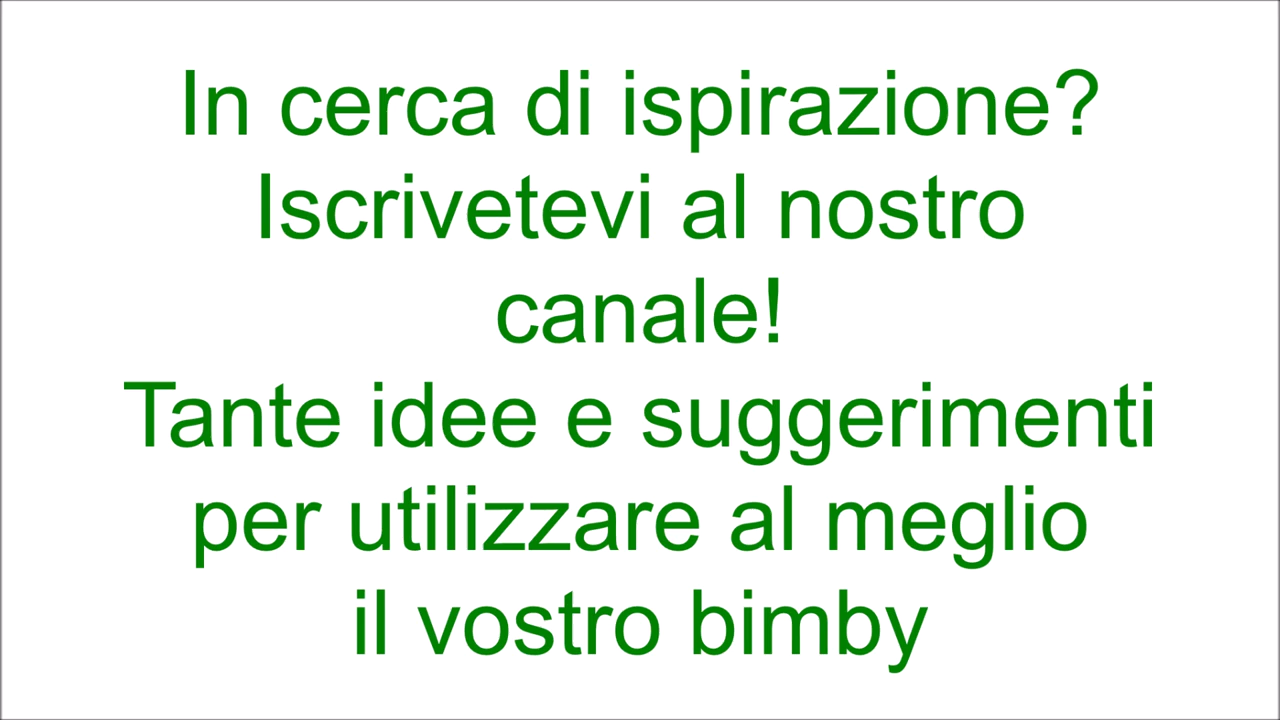 In cerca di ispirazione?
Iscrivetevi al nostro
canale!
Tante idee e suggerimenti
per utilizzare al meglio
il vostro bimby